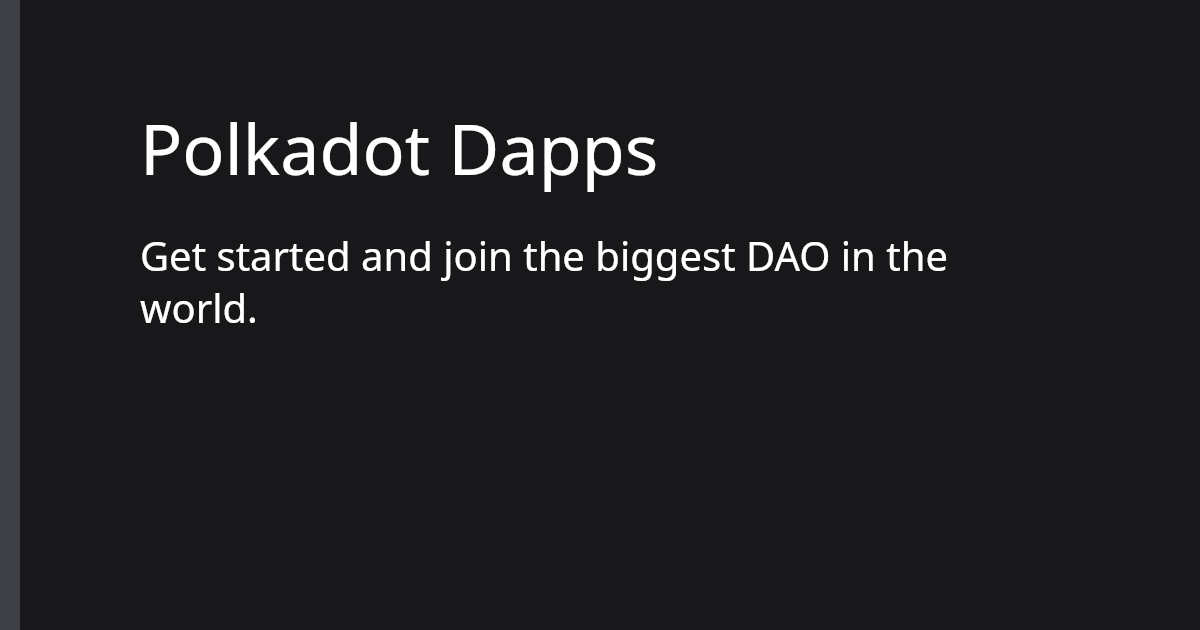 Polkadot Dapps
Get started and join the biggest DAO in the
world.